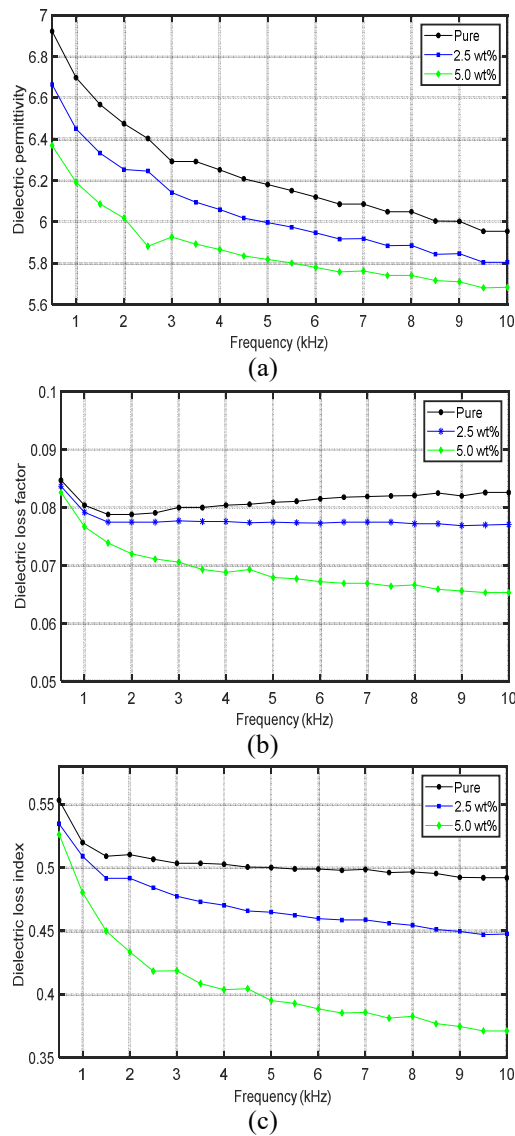 7
6.8
6.6
6.4
6.2
6
5.8
5.6
Dielectric permittivity
Pure
2.5 wt%
5.0 wt%
1 2 3 4 5 6 7 8 9 10
Frequency (kHz)
(a)
0.1
0.09
0.08
0.07
0.06
0.05
Dielectric loss factor
Pure
2.5 wt%
5.0 wt%
1 2 3 4 5 6 7 8 9 10
Frequency (kHz)
(b)
0.55
0.5
0.45
0.4
0.35
Dielectric loss index
Pure
2.5 wt%
5.0 wt%
1 2 3 4 5 6 7 8 9 10
Frequency (kHz)
(c)